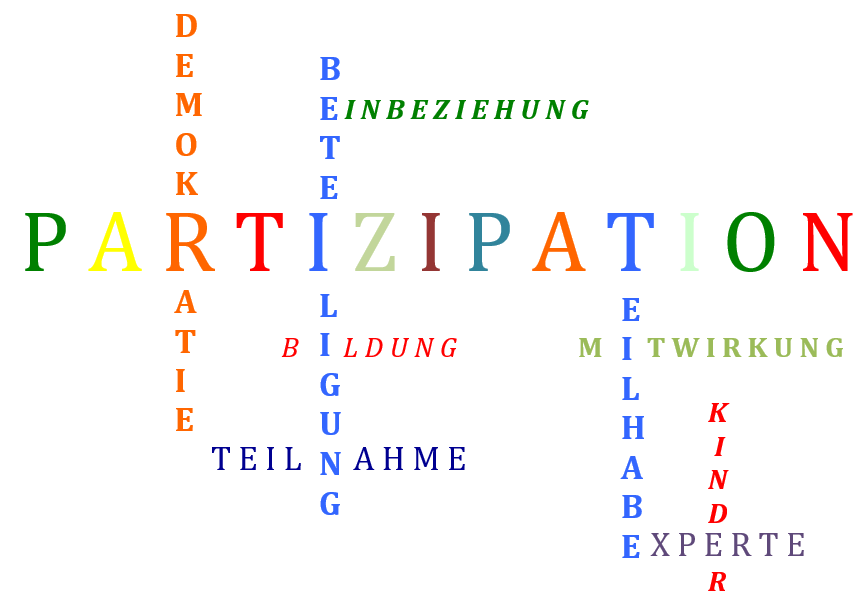 DEMOKRATIE
BETEILIGUNG
EINBEZIEHUNG
PARTIZIPATION
BILDUNG
MITWIRKUNG
TEILHABE
KINDER
TEILNAHME
EXPERTE